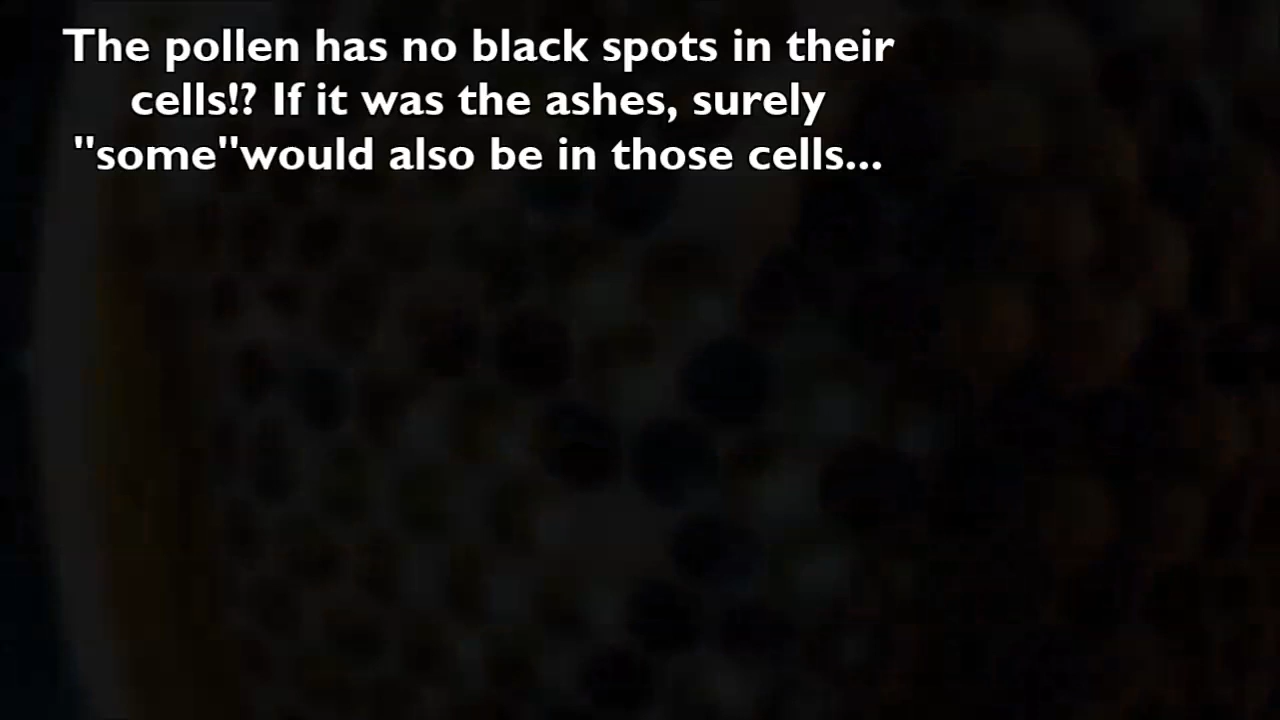 The pollen has no black spots in their
cells!? If it was the ashes, surely
"some"would also be in those cells...